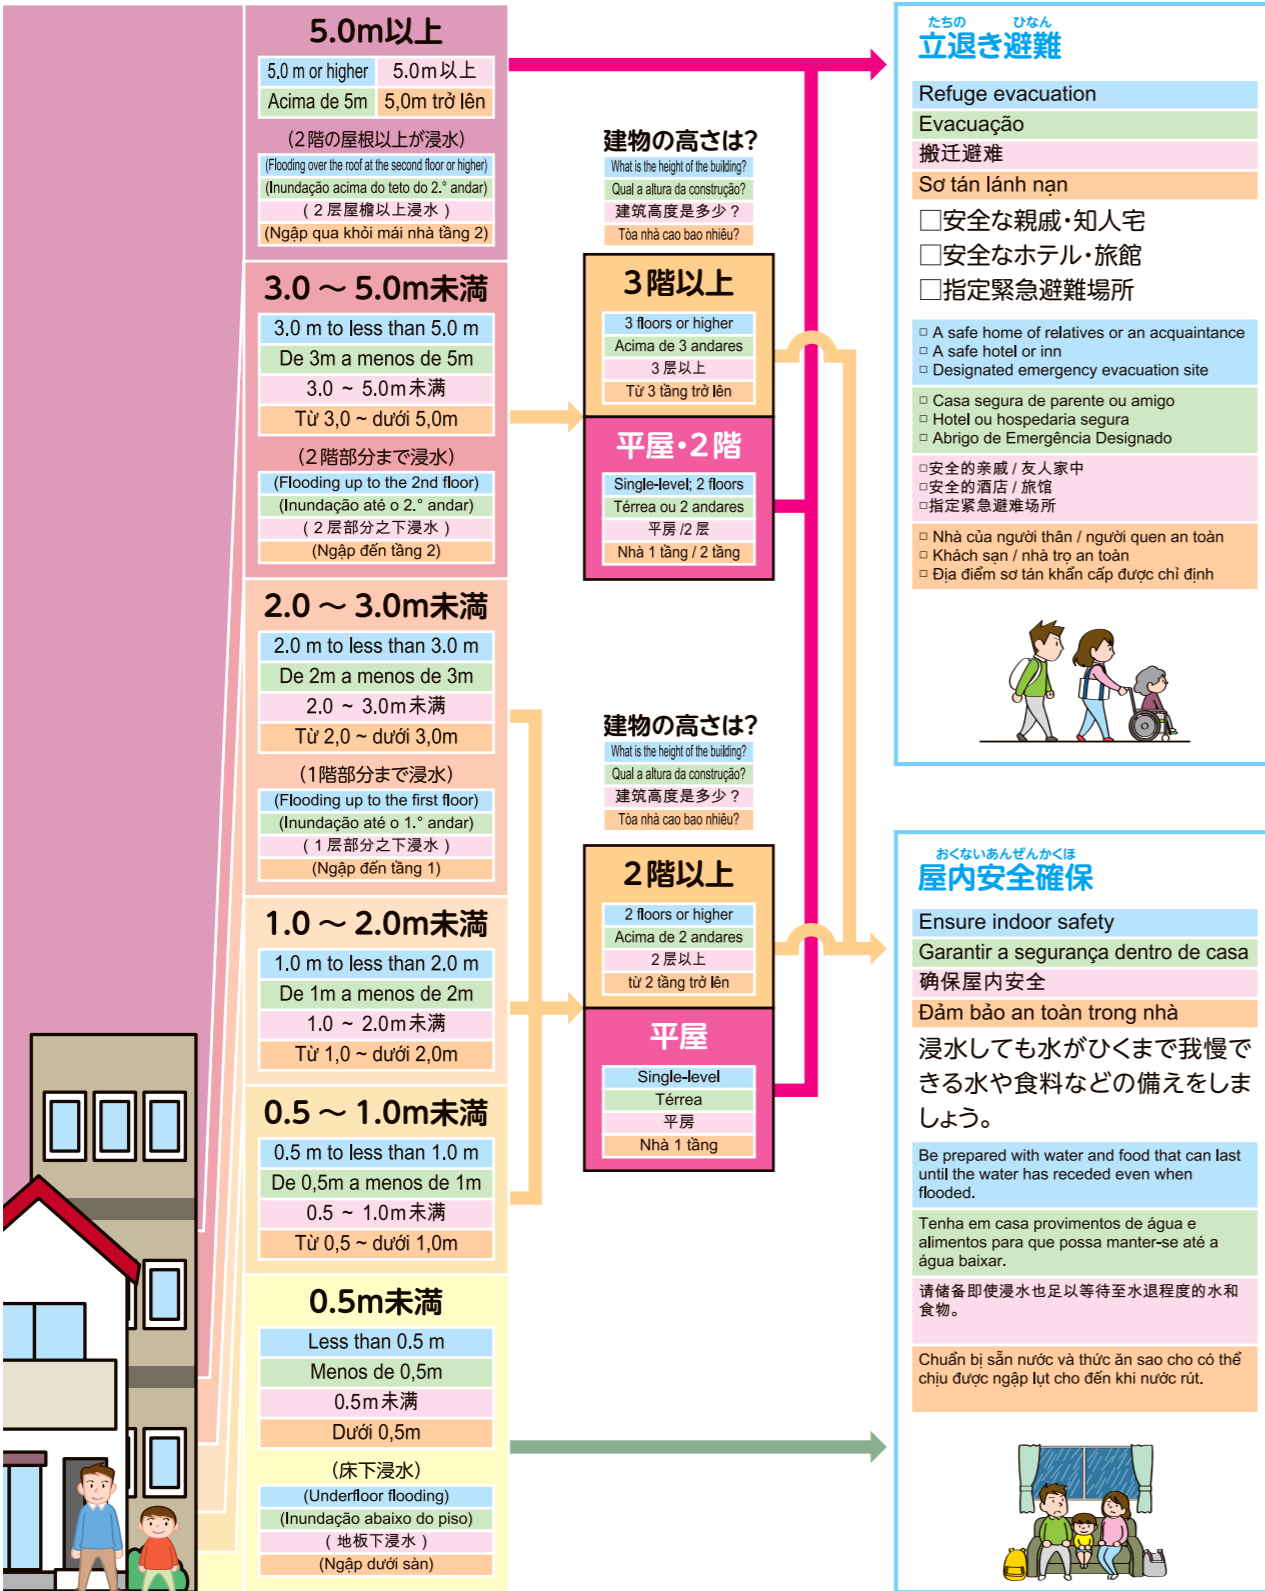 5.0m以上
5.0 m or higher
5.0m以上
Acima de 5m
5,0m trở lên
(2階の屋根以上が浸水)
(Flooding over the roof at the second floor or higher)
(Inundação acima do teto do 2.° andar)
(2层屋檐以上浸水)
(Ngập qua khỏi mái nhà tầng 2)
3.0 ～ 5.0m未満
3.0 m to less than 5.0 m
De 3m a menos de 5m
3.0 ~ 5.0m未满
Từ 3,0 ~ dưới 5,0m
(2階部分まで浸水)
(Flooding up to the 2nd floor)
(Inundação até o 2.° andar)
(2层部分之下浸水)
(Ngập đến tầng 2)
2.0 ～ 3.0m未満
2.0 m to less than 3.0 m
De 2m a menos de 3m
2.0 ~ 3.0m未满
Từ 2,0 ~ dưới 3,0m
(1階部分まで浸水)
(Flooding up to the first floor)
(Inundação até o 1.° andar)
(1层部分之下浸水)
(Ngập đến tầng 1)
1.0 ～ 2.0m未満
1.0 m to less than 2.0 m
De 1m a menos de 2m
1.0 ~ 2.0m未满
Từ 1,0 ~ dưới 2,0m
0.5 ～ 1.0m未満
0.5 m to less than 1.0 m
De 0,5m a menos de 1m
0.5 ~ 1.0m未满
Từ 0,5 ~ dưới 1,0m
0.5m未満
Less than 0.5 m
Menos de 0,5m
0.5m未满
Dưới 0,5m
(床下浸水)
(Underfloor flooding)
(Inundação abaixo do piso)
(地板下浸水)
(Ngập dưới sàn)
建物の高さは?
What is the height of the building?
Qual a altura da construção?
建筑高度是多少?
Tòa nhà cao bao nhiêu?
3階以上
3 floors or higher
Acima de 3 andares
3层以上
Từ 3 tầng trở lên
平屋・2階
Single-level; 2 floors
Térrea ou 2 andares
平房/2层
Nhà 1 tầng / 2 tầng
建物の高さは?
What is the height of the building?
Qual a altura da construção?
建筑高度是多少?
Tòa nhà cao bao nhiêu?
2階以上
2 floors or higher
Acima de 2 andares
2层以上
từ 2 tầng trở lên
平屋
Single-level
Térrea
平房
Nhà 1 tầng
たちの ひなん
立退き避難
Refuge evacuation
Evacuação
搬迁避难
Sơ tán lánh nạn
□安全な親戚・知人宅
□安全なホテル・旅館
□指定緊急避難場所
□ A safe home of relatives or an acquaintance
□ A safe hotel or inn
□ Designated emergency evacuation site
□ Casa segura de parente ou amigo
□ Hotel ou hospedaria segura
□ Abrigo de Emergência Designado
□安全的亲戚 / 友人家中
□安全的酒店 / 旅馆
□指定紧急避难场所
□ Nhà của người thân / người quen an toàn
□ Khách sạn / nhà trọ an toàn
□ Địa điểm sơ tán khẩn cấp được chỉ định
おくないあんぜんかくほ
屋内安全確保
Ensure indoor safety
Garantir a segurança dentro de casa
确保屋内安全
Đảm bảo an toàn trong nhà
浸水しても水がひくまで我慢で
きる水や食料などの備えをしま
しょう。
Be prepared with water and food that can last
until the water has receded even when
flooded.
Tenha em casa provimentos de água e
alimentos para que possa manter-se até a
água baixar.
请储备即使浸水也足以等待至水退程度的水和
食物。
Chuẩn bị sẵn nước và thức ăn sao cho có thể
chịu được ngập lụt cho đến khi nước rút.